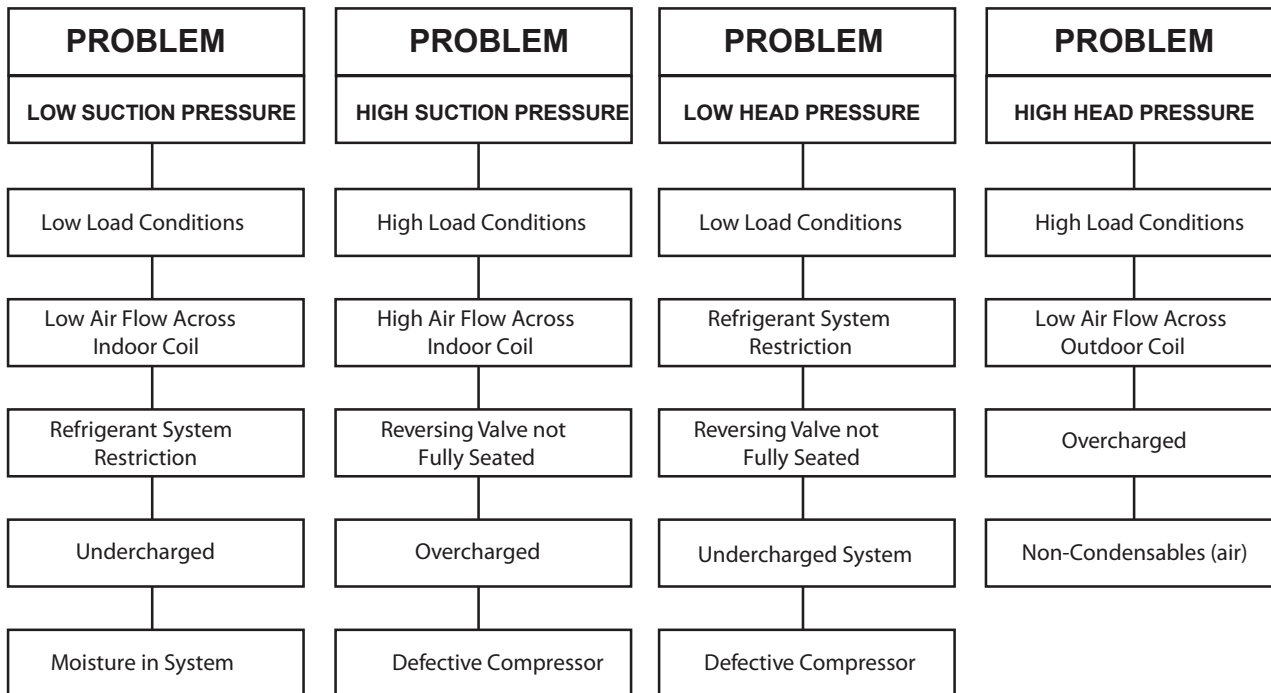 PROBLEM
LOW SUCTION PRESSURE
Low Load Conditions
Low Air Flow Across
Indoor Coil
Refrigerant System
Restriction
Undercharged
Moisture in System
PROBLEM
HIGH SUCTION PRESSURE
High Load Conditions
High Air Flow Across
Indoor Coil
Reversing Valve not
Fully Seated
Overcharged
Defective Compressor
PROBLEM
LOW HEAD PRESSURE
Low Load Conditions
Refrigerant System
Restriction
Reversing Valve not
Fully Seated
Undercharged System
Defective Compressor
PROBLEM
HIGH HEAD PRESSURE
High Load Conditions
Low Air Flow Across
Outdoor Coil
Overcharged
Non-Condensables (air)